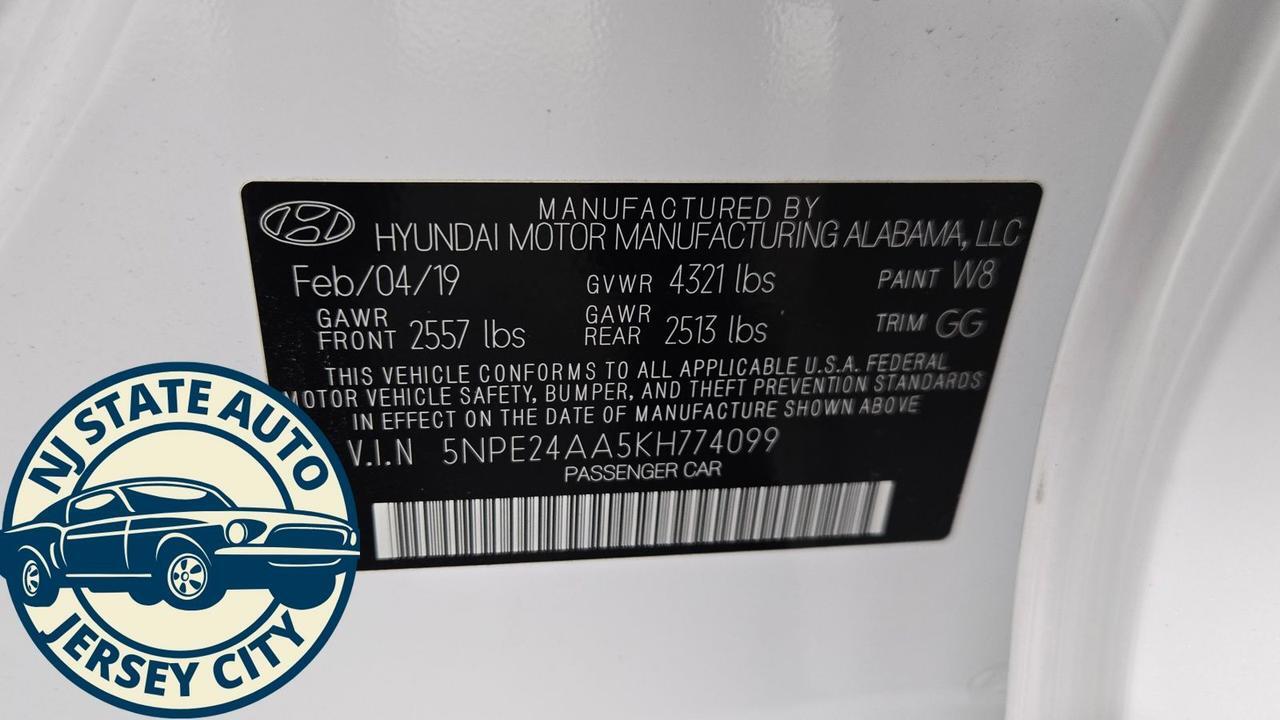 MANUFACTURED BY
HYUNDAI MOTOR MANUFACTURING ALABAMA, LLC
Feb/04/19 GVWR 4321 lbs PAINT W8
GAWR FRONT 2557 lbs GAWR REAR 2513 lbs TRIM GG
THIS VEHICLE CONFORMS TO ALL APPLICABLE U.S.A. FEDERAL
MOTOR VEHICLE SAFETY, BUMPER, AND THEFT PREVENTION STANDARDS
IN EFFECT ON THE DATE OF MANUFACTURE SHOWN ABOVE
V.I.N 5NPE24AA5KH774099
PASSENGER CAR
NJ STATE AUTO
JERSEY CITY